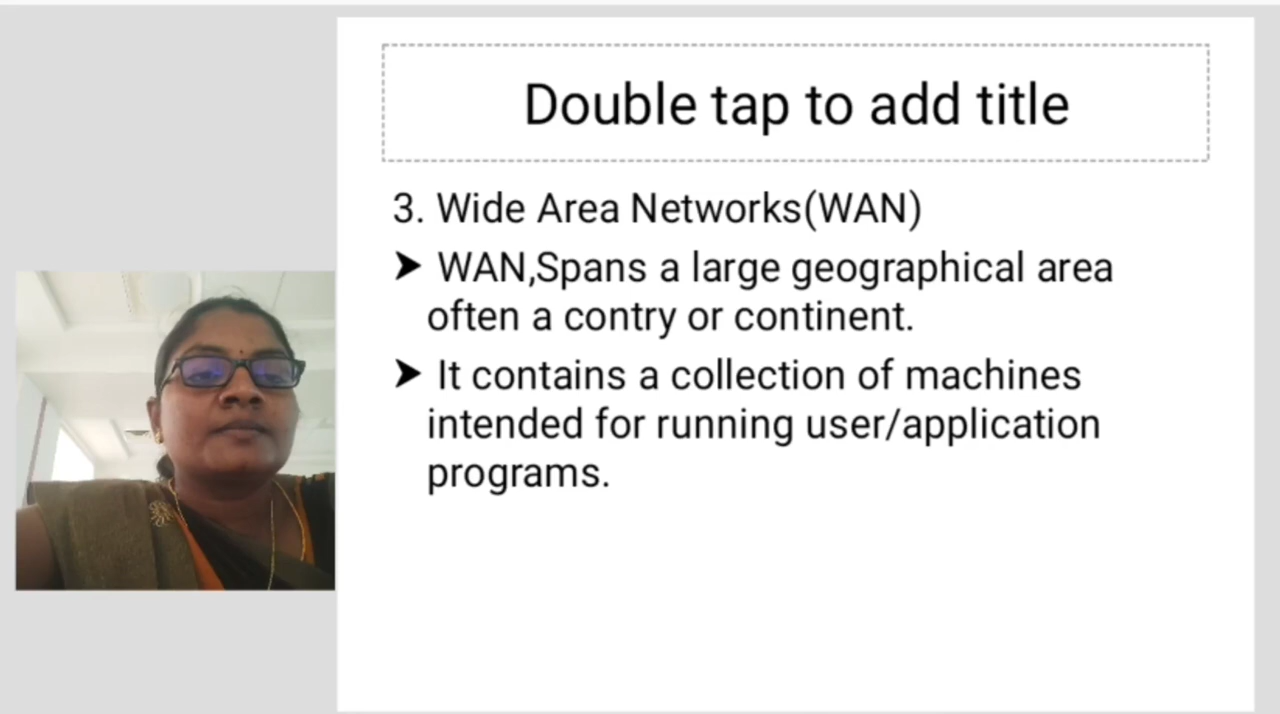 Double tap to add title
3. Wide Area Networks(WAN)
➤ WAN,Spans a large geographical area
often a contry or continent.
➤ It contains a collection of machines
intended for running user/application
programs.